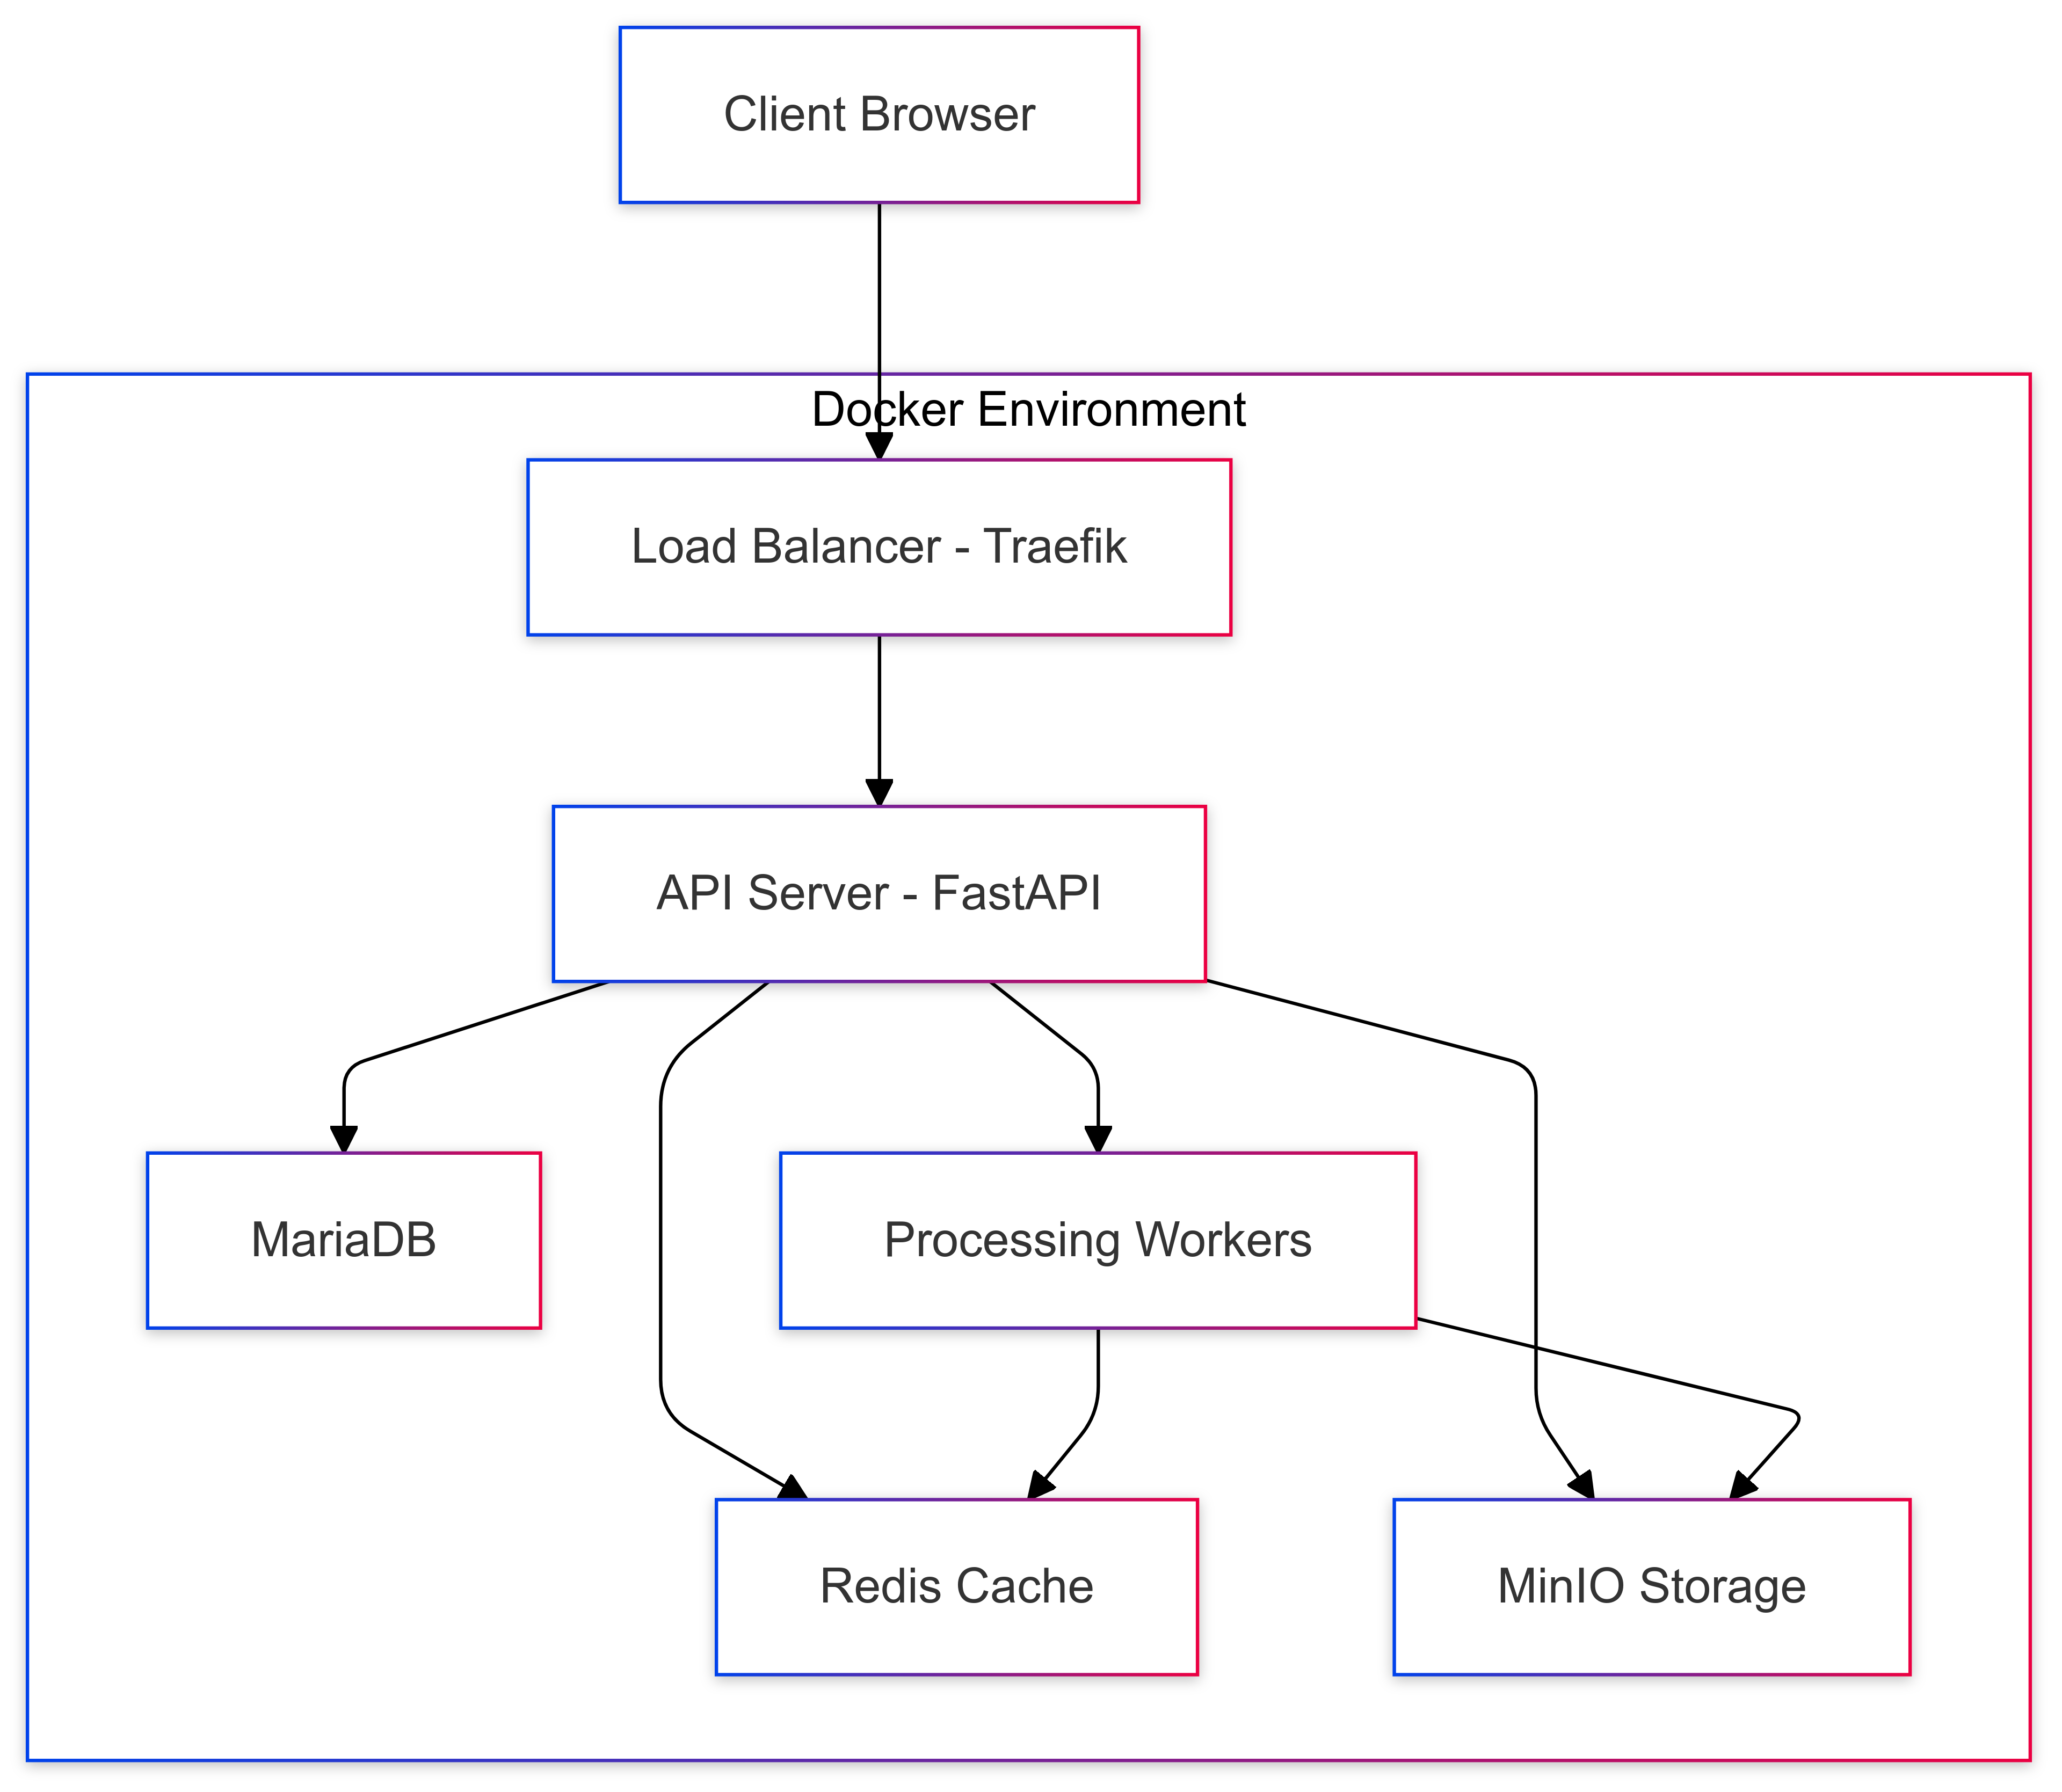 Client Browser
Docker Environment
Load Balancer - Traefik
API Server - FastAPI
MariaDB
Processing Workers
Redis Cache
MinIO Storage